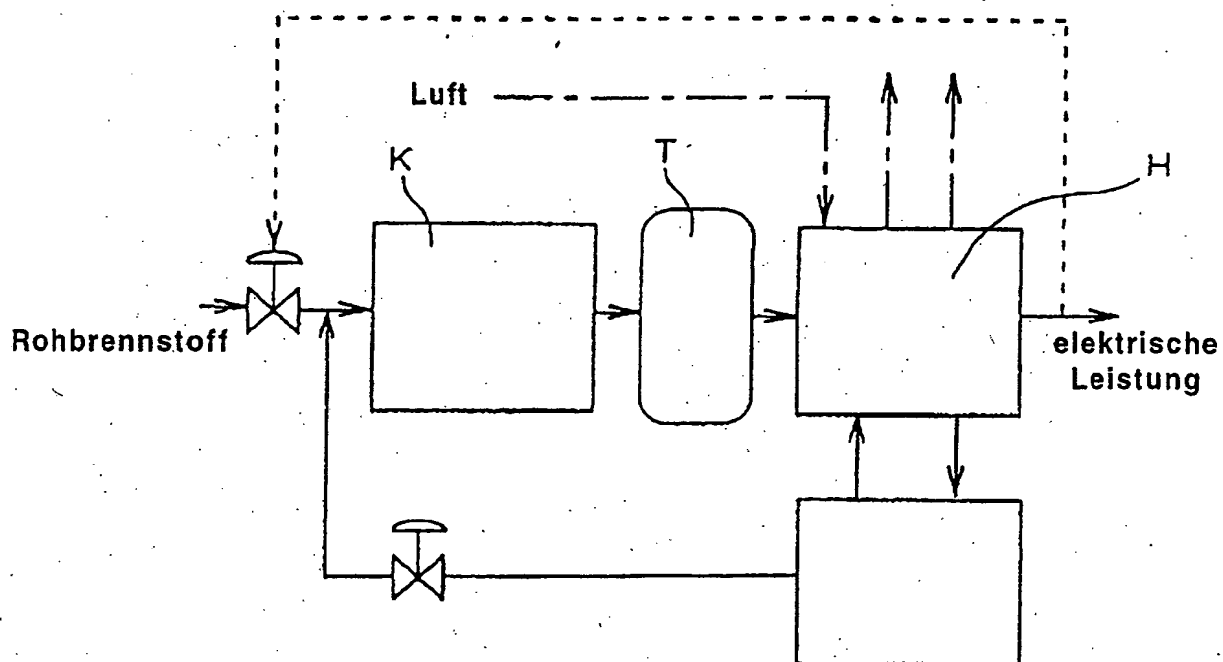 Luft
K
T
H
Rohbrennstoff
elektrische
Leistung